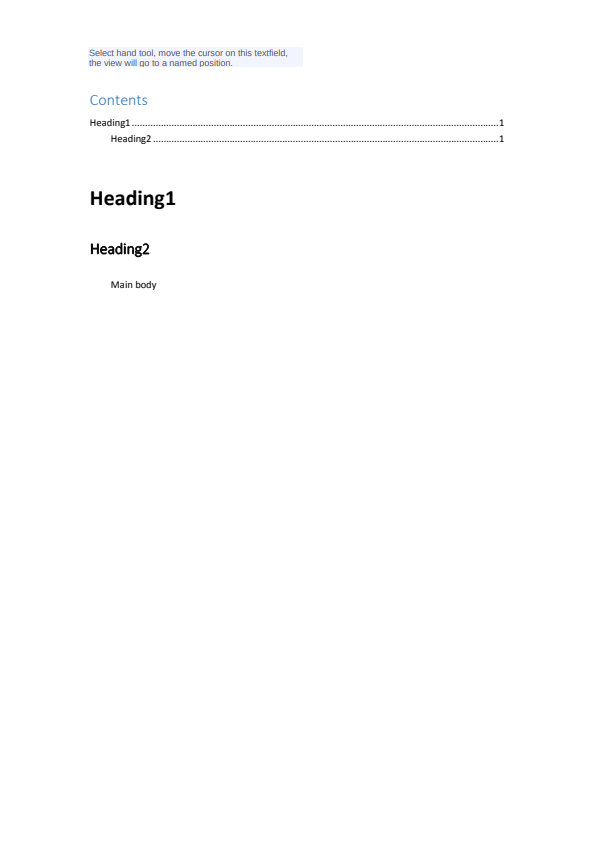 Select hand tool, move the cursor on this textfield,
the view will go to a named position.
Contents
Heading1 ........................................................................................................................................... 1
Heading2 ................................................................................................................................... 1
Heading1
Heading2
Main body